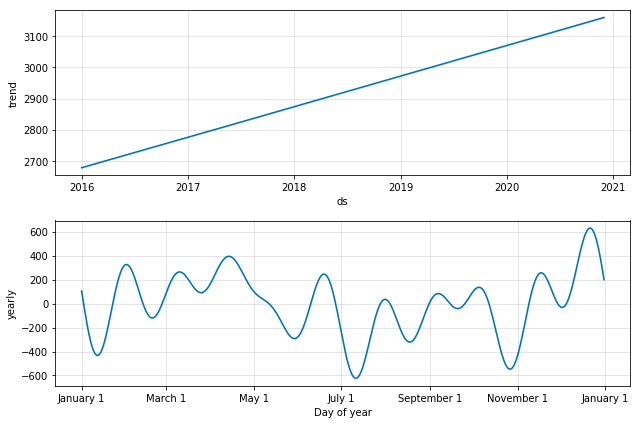 trend
3100
3000
2900
2800
2700
2016 2017 2018 2019 2020 2021
ds
yearly
600
400
200
0
−200
−400
−600
January 1 March 1 May 1 July 1 September 1 November 1 January 1
Day of year